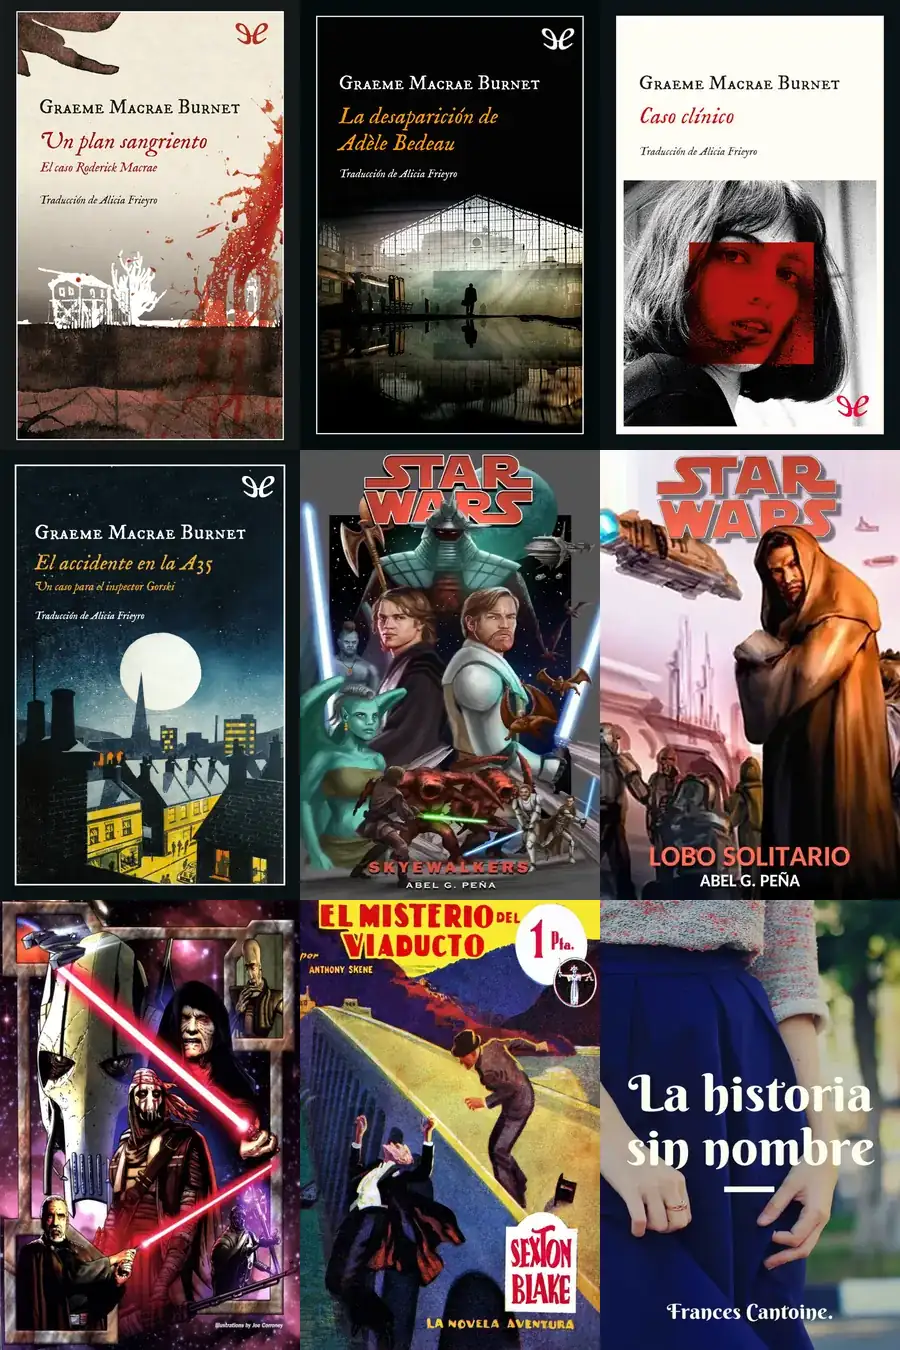 Graeme Macrae Burnet
Un plan sangriento
El caso Roderick Macrae
Traducción de Alicia Frieyro
Graeme Macrae Burnet
La desaparición de
Adèle Bedeau
Traducción de Alicia Frieyro
Graeme Macrae Burnet
Caso clínico
Traducción de Alicia Frieyro
Graeme Macrae Burnet
El accidente en la A35
Un caso para el inspector Gorski
Traducción de Alicia Frieyro
STAR
WARS
SKYEWALKERS
ABEL G. PEÑA
STAR
WARS
LOBO SOLITARIO
ABEL G. PEÑA
Illustrations by Joe Corroney
EL MISTERIO DEL
VIADUCTO
por
ANTHONY SKENE
1 Pta.
SEXTON
BLAKE
LA NOVELA AVENTURA
La historia
sin nombre
Frances Cantoine.